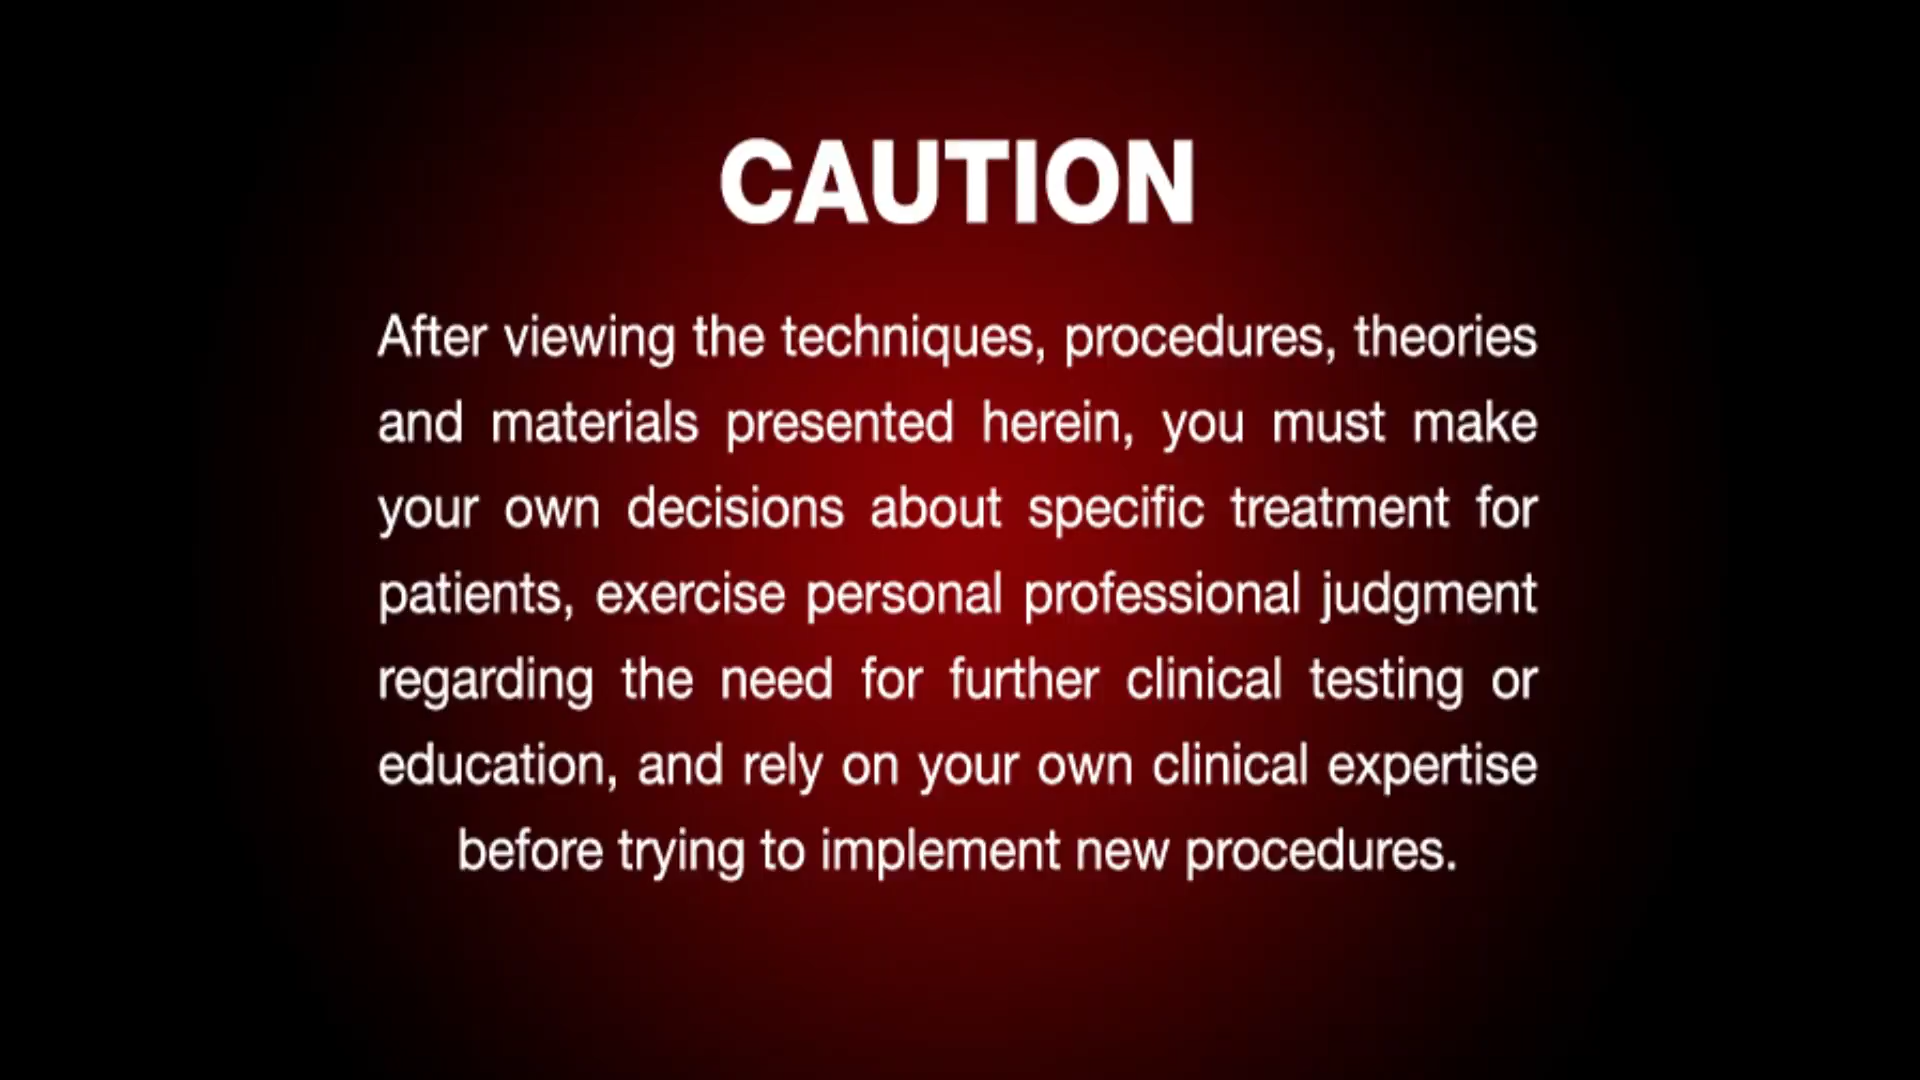 CAUTION
After viewing the techniques, procedures, theories
and materials presented herein, you must make
your own decisions about specific treatment for
patients, exercise personal professional judgment
regarding the need for further clinical testing or
education, and rely on your own clinical expertise
before trying to implement new procedures.